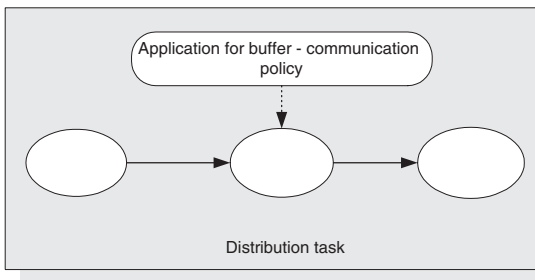 Application for buffer - communication
policy
Distribution task